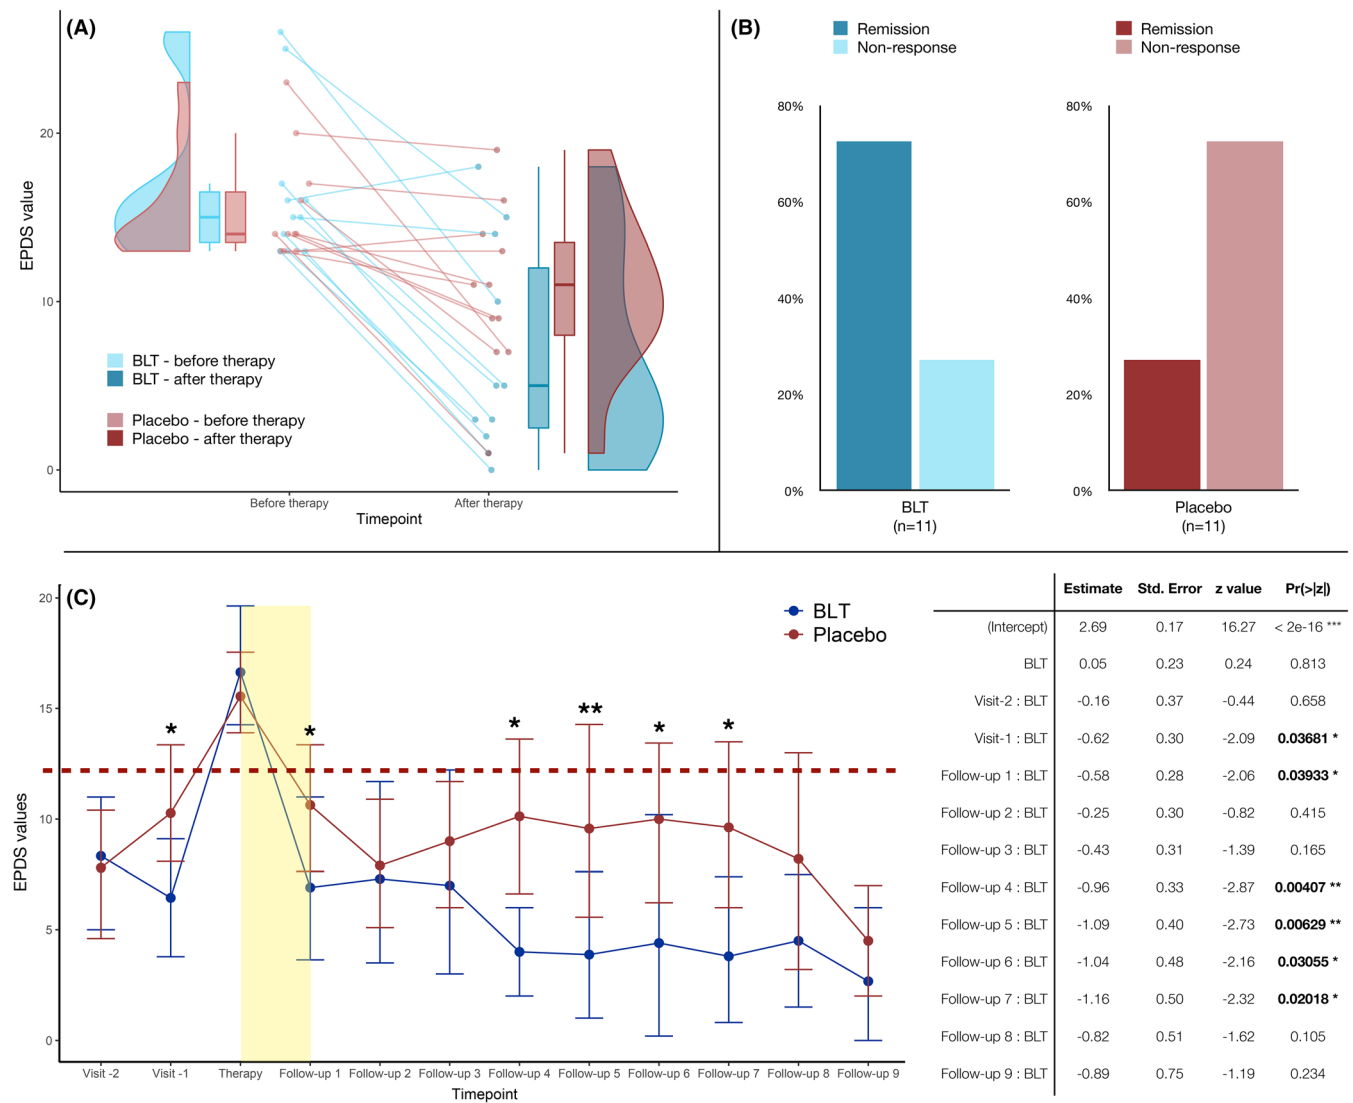 (A)
20
10
0
EPDS value
BLT - before therapy
BLT - after therapy
Placebo - before therapy
Placebo - after therapy
Before therapy
After therapy
Timepoint
(B)
Remission
Non-response
80%
60%
40%
20%
0%
BLT
(n=11)
Remission
Non-response
80%
60%
40%
20%
0%
Placebo
(n=11)
(C)
BLT
Placebo
20
15
10
5
0
EPDS values
*
*
*
**
*
*
Visit -2 Visit -1 Therapy Follow-up 1 Follow-up 2 Follow-up 3 Follow-up 4 Follow-up 5 Follow-up 6 Follow-up 7 Follow-up 8 Follow-up 9
Timepoint
Estimate Std. Error z value Pr(>|z|)
(Intercept) 2.69 0.17 16.27 < 2e-16 ***
BLT 0.05 0.23 0.24 0.813
Visit-2 : BLT -0.16 0.37 -0.44 0.658
Visit-1 : BLT -0.62 0.30 -2.09 0.03681 *
Follow-up 1 : BLT -0.58 0.28 -2.06 0.03933 *
Follow-up 2 : BLT -0.25 0.30 -0.82 0.415
Follow-up 3 : BLT -0.43 0.31 -1.39 0.165
Follow-up 4 : BLT -0.96 0.33 -2.87 0.00407 **
Follow-up 5 : BLT -1.09 0.40 -2.73 0.00629 **
Follow-up 6 : BLT -1.04 0.48 -2.16 0.03055 *
Follow-up 7 : BLT -1.16 0.50 -2.32 0.02018 *
Follow-up 8 : BLT -0.82 0.51 -1.62 0.105
Follow-up 9 : BLT -0.89 0.75 -1.19 0.234